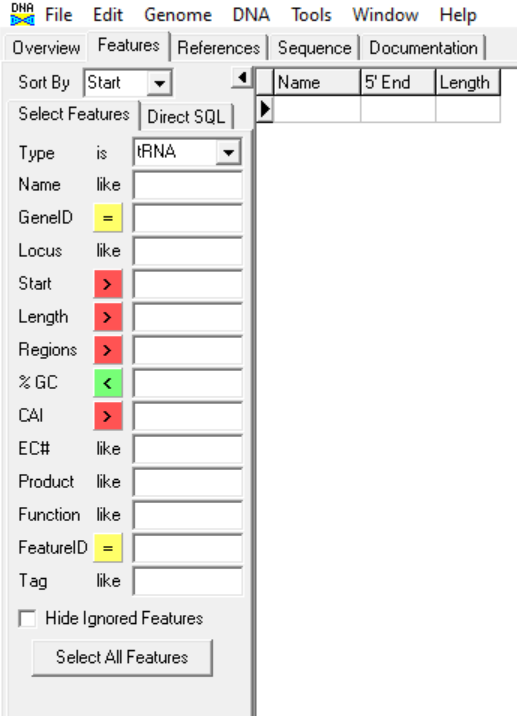 DNA File Edit Genome DNA Tools Window Help
Overview Features References Sequence Documentation
Sort By Start Name 5' End Length
Select Features Direct SQL
Type is tRNA
Name like
GeneID =
Locus like
Start >
Length >
Regions >
% GC <
CAI >
EC# like
Product like
Function like
FeatureID =
Tag like
Hide Ignored Features
Select All Features